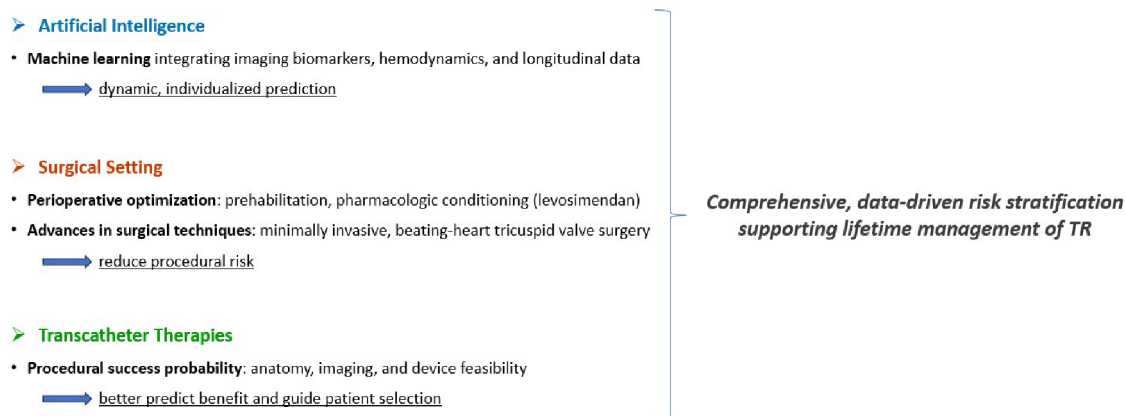 Artificial Intelligence
• Machine learning integrating imaging biomarkers, hemodynamics, and longitudinal data
dynamic, individualized prediction
Surgical Setting
• Perioperative optimization: prehabilitation, pharmacologic conditioning (levosimendan)
• Advances in surgical techniques: minimally invasive, beating-heart tricuspid valve surgery
reduce procedural risk
Transcatheter Therapies
• Procedural success probability: anatomy, imaging, and device feasibility
better predict benefit and guide patient selection
Comprehensive, data-driven risk stratification
supporting lifetime management of TR